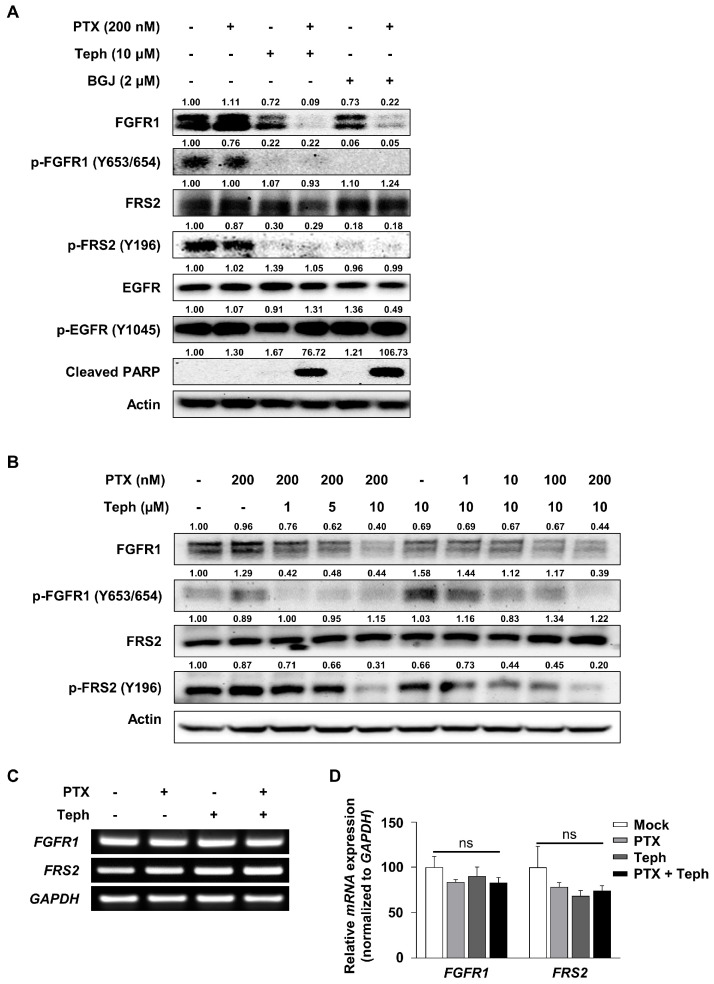 A
PTX (200 nM) - + - + - +
Teph (10 µM) - - + + - -
BGJ (2 µM) - - - - + +
1.00 1.11 0.72 0.09 0.73 0.22
FGFR1
1.00 0.76 0.22 0.22 0.06 0.05
p-FGFR1 (Y653/654)
1.00 1.00 1.07 0.93 1.10 1.24
FRS2
1.00 0.87 0.30 0.29 0.18 0.18
p-FRS2 (Y196)
1.00 1.02 1.39 1.05 0.96 0.99
EGFR
1.00 1.07 0.91 1.31 1.36 0.49
p-EGFR (Y1045)
1.00 1.30 1.67 76.72 1.21 106.73
Cleaved PARP
Actin
B
PTX (nM) - 200 200 200 200 - 1 10 100 200
Teph (µM) - - 1 5 10 10 10 10 10 10
1.00 0.96 0.76 0.62 0.40 0.69 0.69 0.67 0.67 0.44
FGFR1
1.00 1.29 0.42 0.48 0.44 1.58 1.44 1.12 1.17 0.39
p-FGFR1 (Y653/654)
1.00 0.89 1.00 0.95 1.15 1.03 1.16 0.83 1.34 1.22
FRS2
1.00 0.87 0.71 0.66 0.31 0.66 0.73 0.44 0.45 0.20
p-FRS2 (Y196)
Actin
C
PTX - + - +
Teph - - + +
FGFR1
FRS2
GAPDH
D
Relative mRNA expression
(normalized to GAPDH)
150
100
50
0
ns
ns
FGFR1 FRS2
Mock
PTX
Teph
PTX + Teph